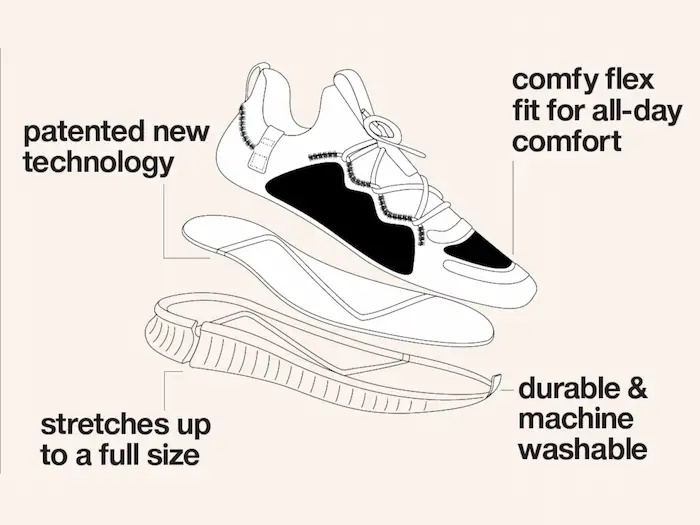 patented new
technology
comfy flex
fit for all-day
comfort
stretches up
to a full size
durable &
machine
washable